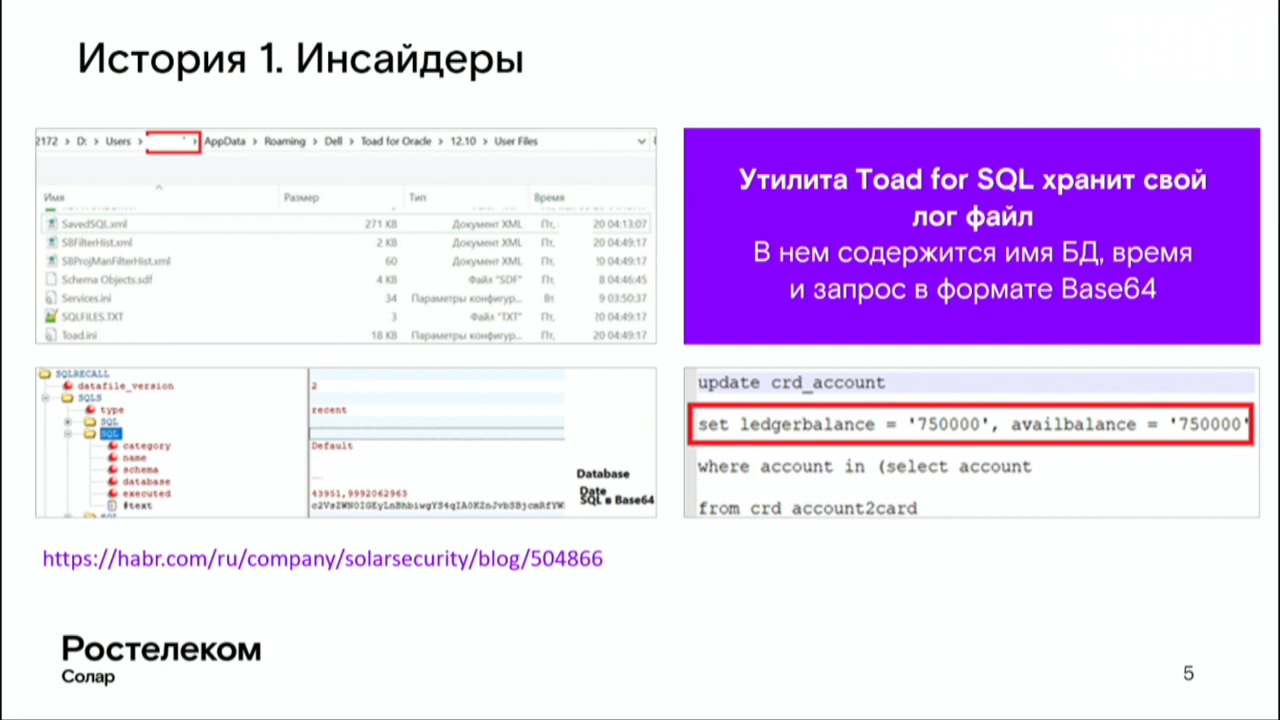 История 1. Инсайдеры
2172 > D: > Users > > AppData > Roaming > Dell > Toad for Oracle > 12.10 > User Files
Имя Размер Тип Время
SavedSQL.xml 271 КБ Документ XML Пт, 20 04:13:07
SBFilterHist.xml 2 КБ Документ XML Пт, 20 04:49:17
SBProjManFilterHist.xml 60 Документ XML Пт, 20 04:49:17
Schema Objects.sdf 4 КБ Файл "SDF" Пт, 8 04:46:45
Services.ini 34 Параметры конфигур... Вт 9 03:50:37
SQLFILES.TXT 3 Файл "TXT" Пт, 20 04:49:17
Toad.ini 18 КБ Параметры конфигур... Пт, 20 04:49:17
Утилита Toad for SQL хранит свой
лог файл
В нем содержится имя БД, время
и запрос в формате Base64
SQLRECALL
datafile_version 2
SQLS
type recent
SQL
SQL
category Default
name
schema
database Database
executed 43951,9992062963 Date
#text SQL в Base64
SQL
update crd_account
set ledgerbalance = '750000', availbalance = '750000'
where account in (select account
from crd_account2card
https://habr.com/ru/company/solarsecurity/blog/504866
Ростелеком
Солар
5